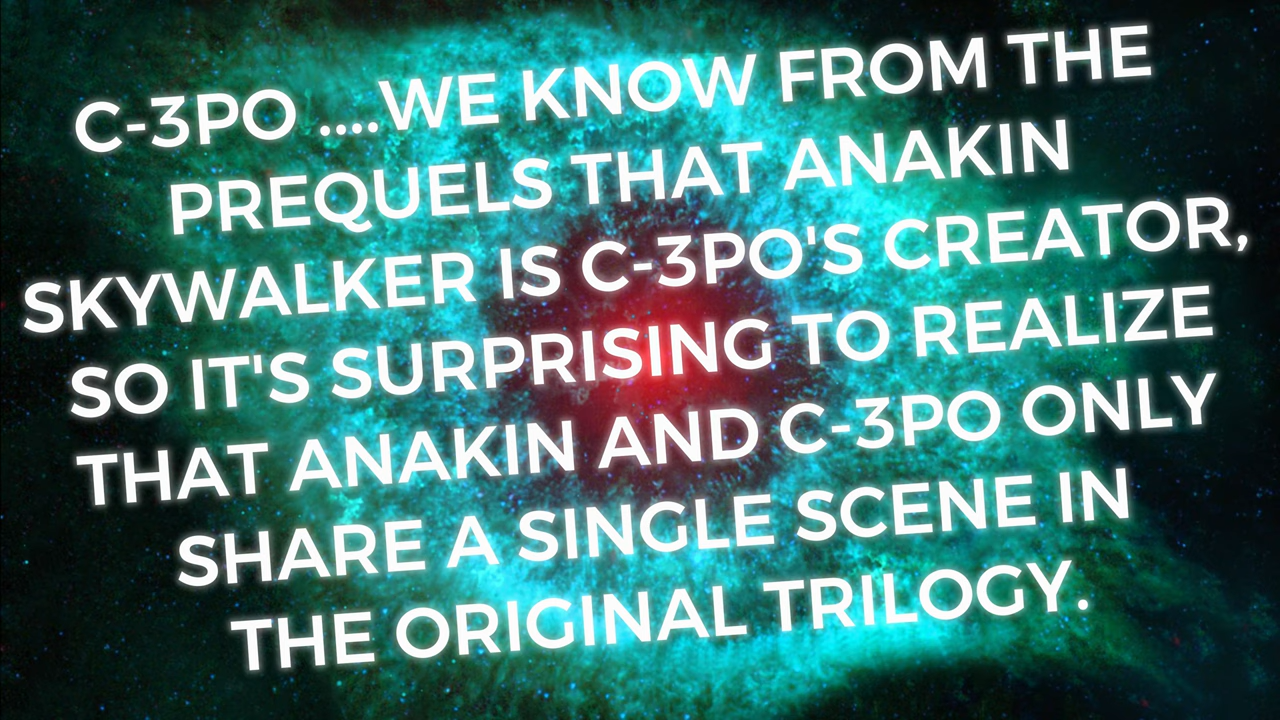 C-3PO ....WE KNOW FROM THE
PREQUELS THAT ANAKIN
SKYWALKER IS C-3PO'S CREATOR,
SO IT'S SURPRISING TO REALIZE
THAT ANAKIN AND C-3PO ONLY
SHARE A SINGLE SCENE IN
THE ORIGINAL TRILOGY.